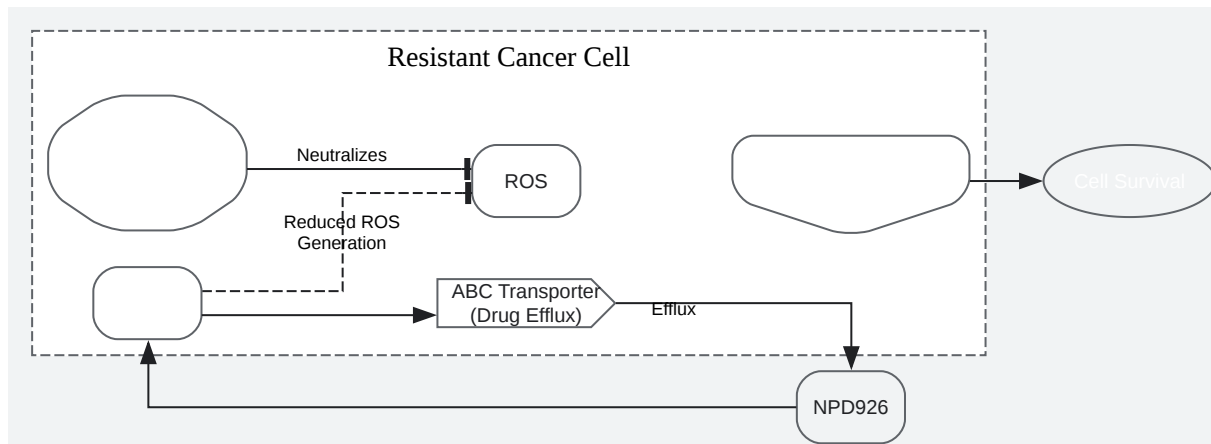 Resistant Cancer Cell
Neutralizes
ROS
Cell Survival
Reduced ROS
Generation
ABC Transporter
(Drug Efflux)
Efflux
NPD926